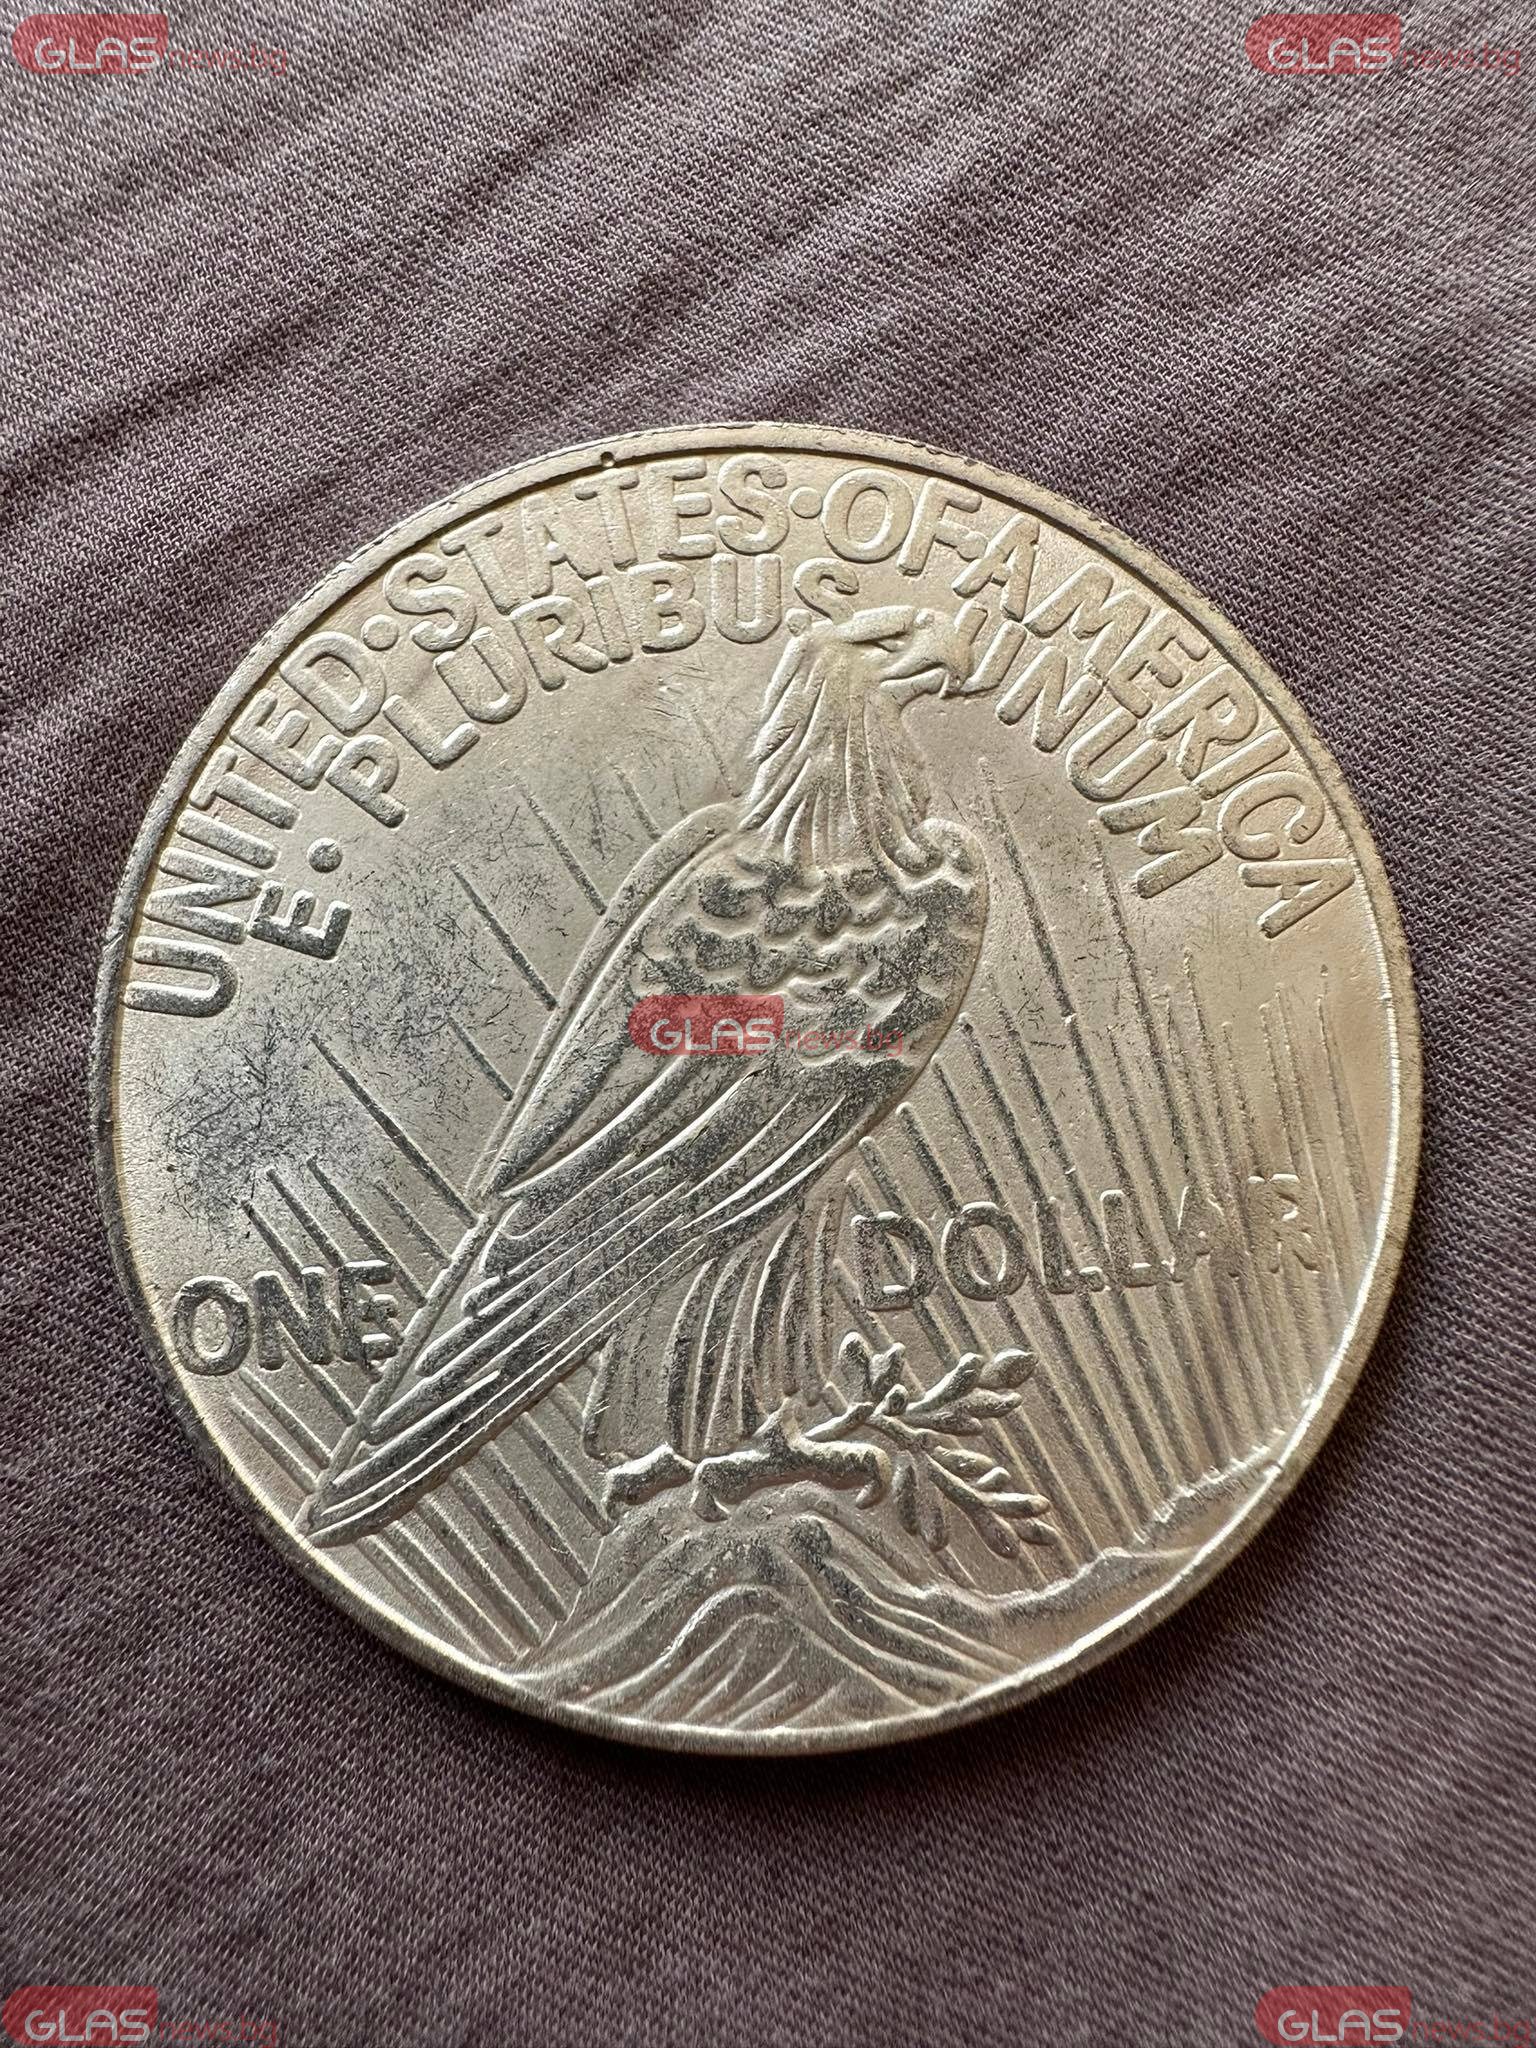 GLAS news.bg
GLAS news.bg
UNITED·STATES·OF·AMERICA
E. PLURIBUS UNUM
GLAS news.bg
ONE DOLLAR
GLAS news.bg
GLAS news.bg